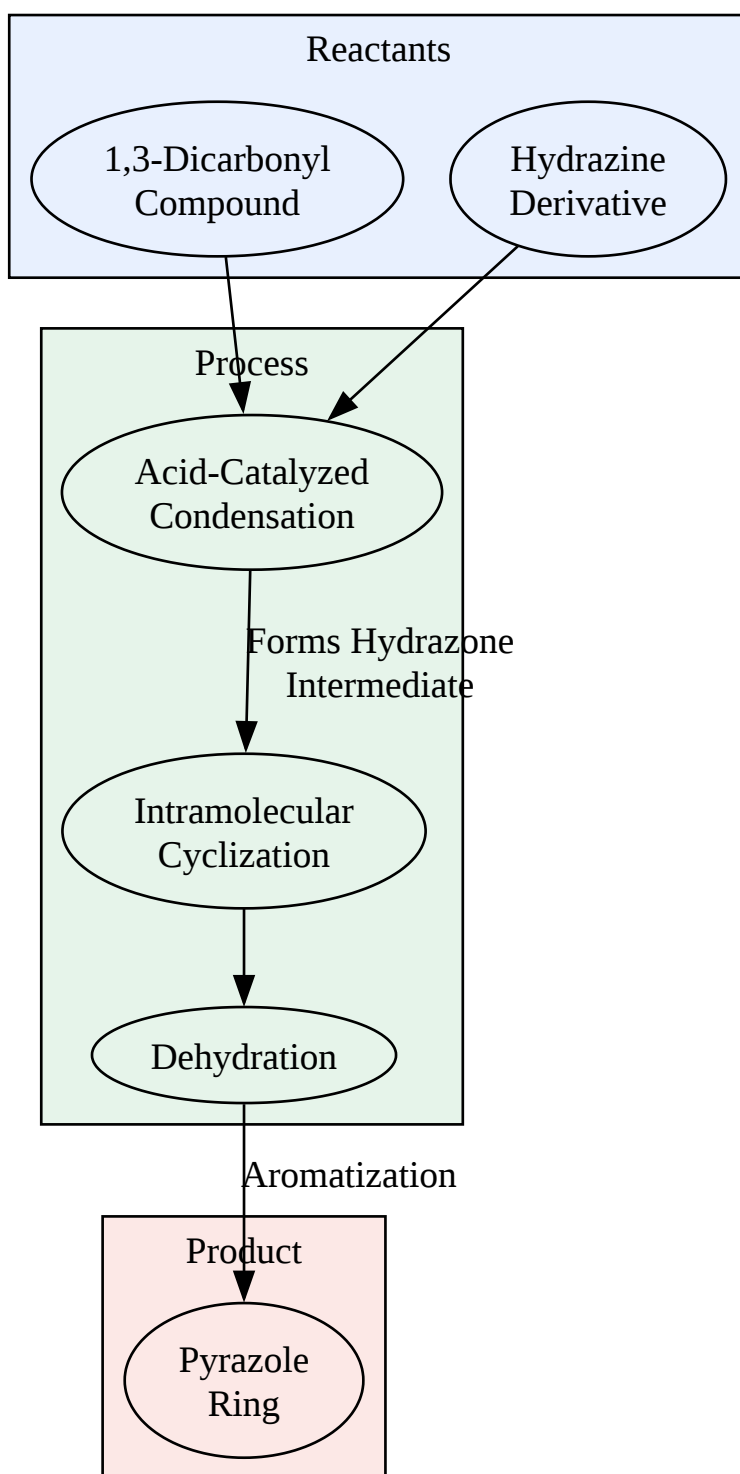 Reactants
1,3-Dicarbonyl
Compound
Hydrazine
Derivative
Process
Acid-Catalyzed
Condensation
Forms Hydrazone
Intermediate
Intramolecular
Cyclization
Dehydration
Aromatization
Product
Pyrazole
Ring